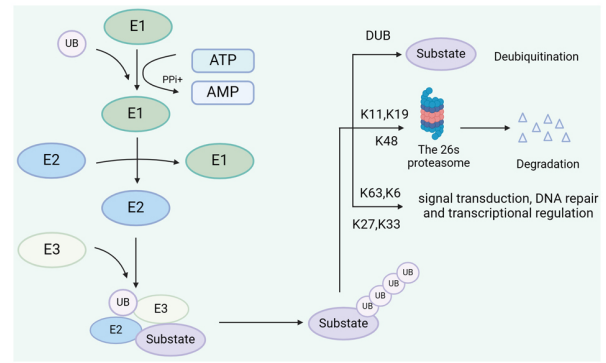 E1
UB
ATP
PPi+
AMP
E1
E2
E1
E2
E3
UB
E3
E2
Substate
Substate
UB
UB
UB
UB
DUB
Substate
Deubiquitination
K11,K19
K48
The 26s
proteasome
Degradation
K63,K6
K27,K33
signal transduction, DNA repair
and transcriptional regulation